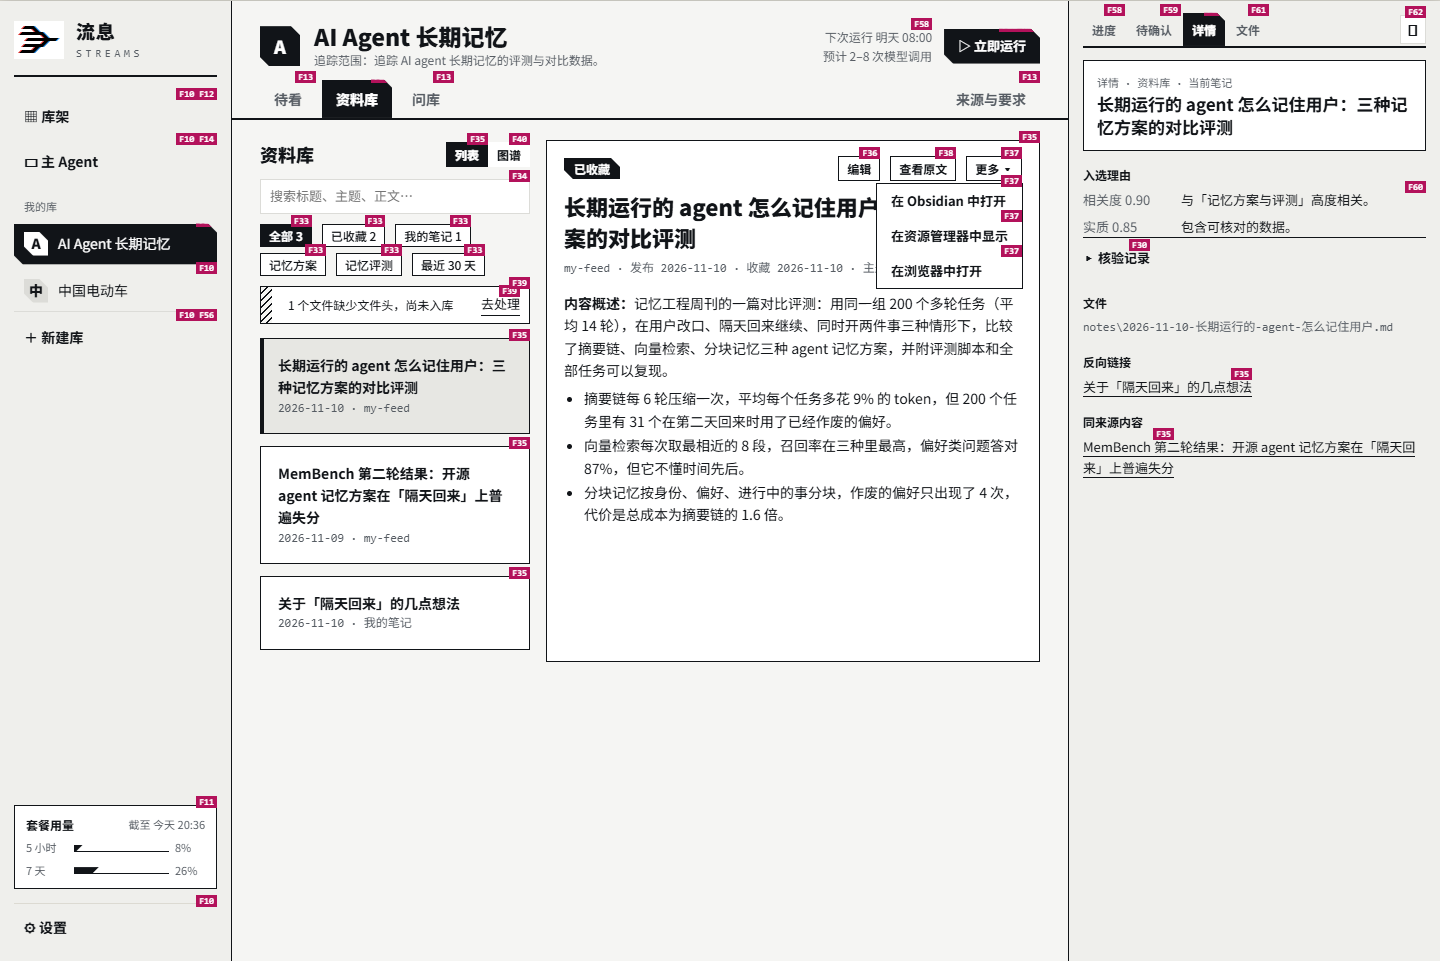 流息
STREAMS
F10 F12
库架
F10 F14
主 Agent
我的库
A AI Agent 长期记忆
F10
中 中国电动车
F10 F56
新建库
F11
套餐用量 截至 今天 20:36
5 小时 8%
7 天 26%
F10
设置
A AI Agent 长期记忆
追踪范围：追踪 AI agent 长期记忆的评测与对比数据。
F58
下次运行 明天 08:00
预计 2–8 次模型调用
立即运行
F13 F13 F13
待看 资料库 问库 来源与要求
资料库
F35 F40
列表 图谱
F34
搜索标题、主题、正文…
F33 F33 F33
全部 3 已收藏 2 我的笔记 1
F33 F33 F33
记忆方案 记忆评测 最近 30 天
F39
F39
1 个文件缺少文件头，尚未入库 去处理
F35
长期运行的 agent 怎么记住用户：三
种记忆方案的对比评测
2026-11-10 · my-feed
F35
MemBench 第二轮结果：开源
agent 记忆方案在「隔天回来」上普
遍失分
2026-11-09 · my-feed
F35
关于「隔天回来」的几点想法
2026-11-10 · 我的笔记
F35
已收藏
F36 F38 F37
编辑 查看原文 更多
F37
在 Obsidian 中打开
F37
在资源管理器中显示
F37
在浏览器中打开
长期运行的 agent 怎么记住用户
案的对比评测
my-feed · 发布 2026-11-10 · 收藏 2026-11-10 · 主
内容概述：记忆工程周刊的一篇对比评测：用同一组 200 个多轮任务（平
均 14 轮），在用户改口、隔天回来继续、同时开两件事三种情形下，比较
了摘要链、向量检索、分块记忆三种 agent 记忆方案，并附评测脚本和全
部任务可以复现。
• 摘要链每 6 轮压缩一次，平均每个任务多花 9% 的 token，但 200 个任
务里有 31 个在第二天回来时用了已经作废的偏好。
• 向量检索每次取最相近的 8 段，召回率在三种里最高，偏好类问题答对
87%，但它不懂时间先后。
• 分块记忆按身份、偏好、进行中的事分块，作废的偏好只出现了 4 次，
代价是总成本为摘要链的 1.6 倍。
F58 F59 F61 F62
进度 待确认 详情 文件
详情 · 资料库 · 当前笔记
长期运行的 agent 怎么记住用户：三种记
忆方案的对比评测
入选理由
F60
相关度 0.90 与「记忆方案与评测」高度相关。
实质 0.85 包含可核对的数据。
F30
核验记录
文件
notes\2026-11-10-长期运行的-agent-怎么记住用户.md
反向链接
F35
关于「隔天回来」的几点想法
同来源内容
F35
MemBench 第二轮结果：开源 agent 记忆方案在「隔天回
来」上普遍失分